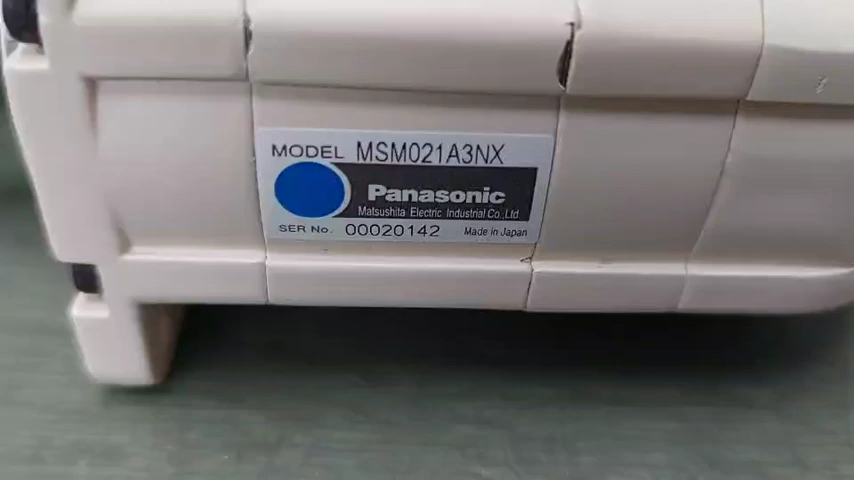 MODEL MSM021A3NX
Panasonic
Matsushita Electric Industrial Co., Ltd
SER No. 00020142 Made in Japan